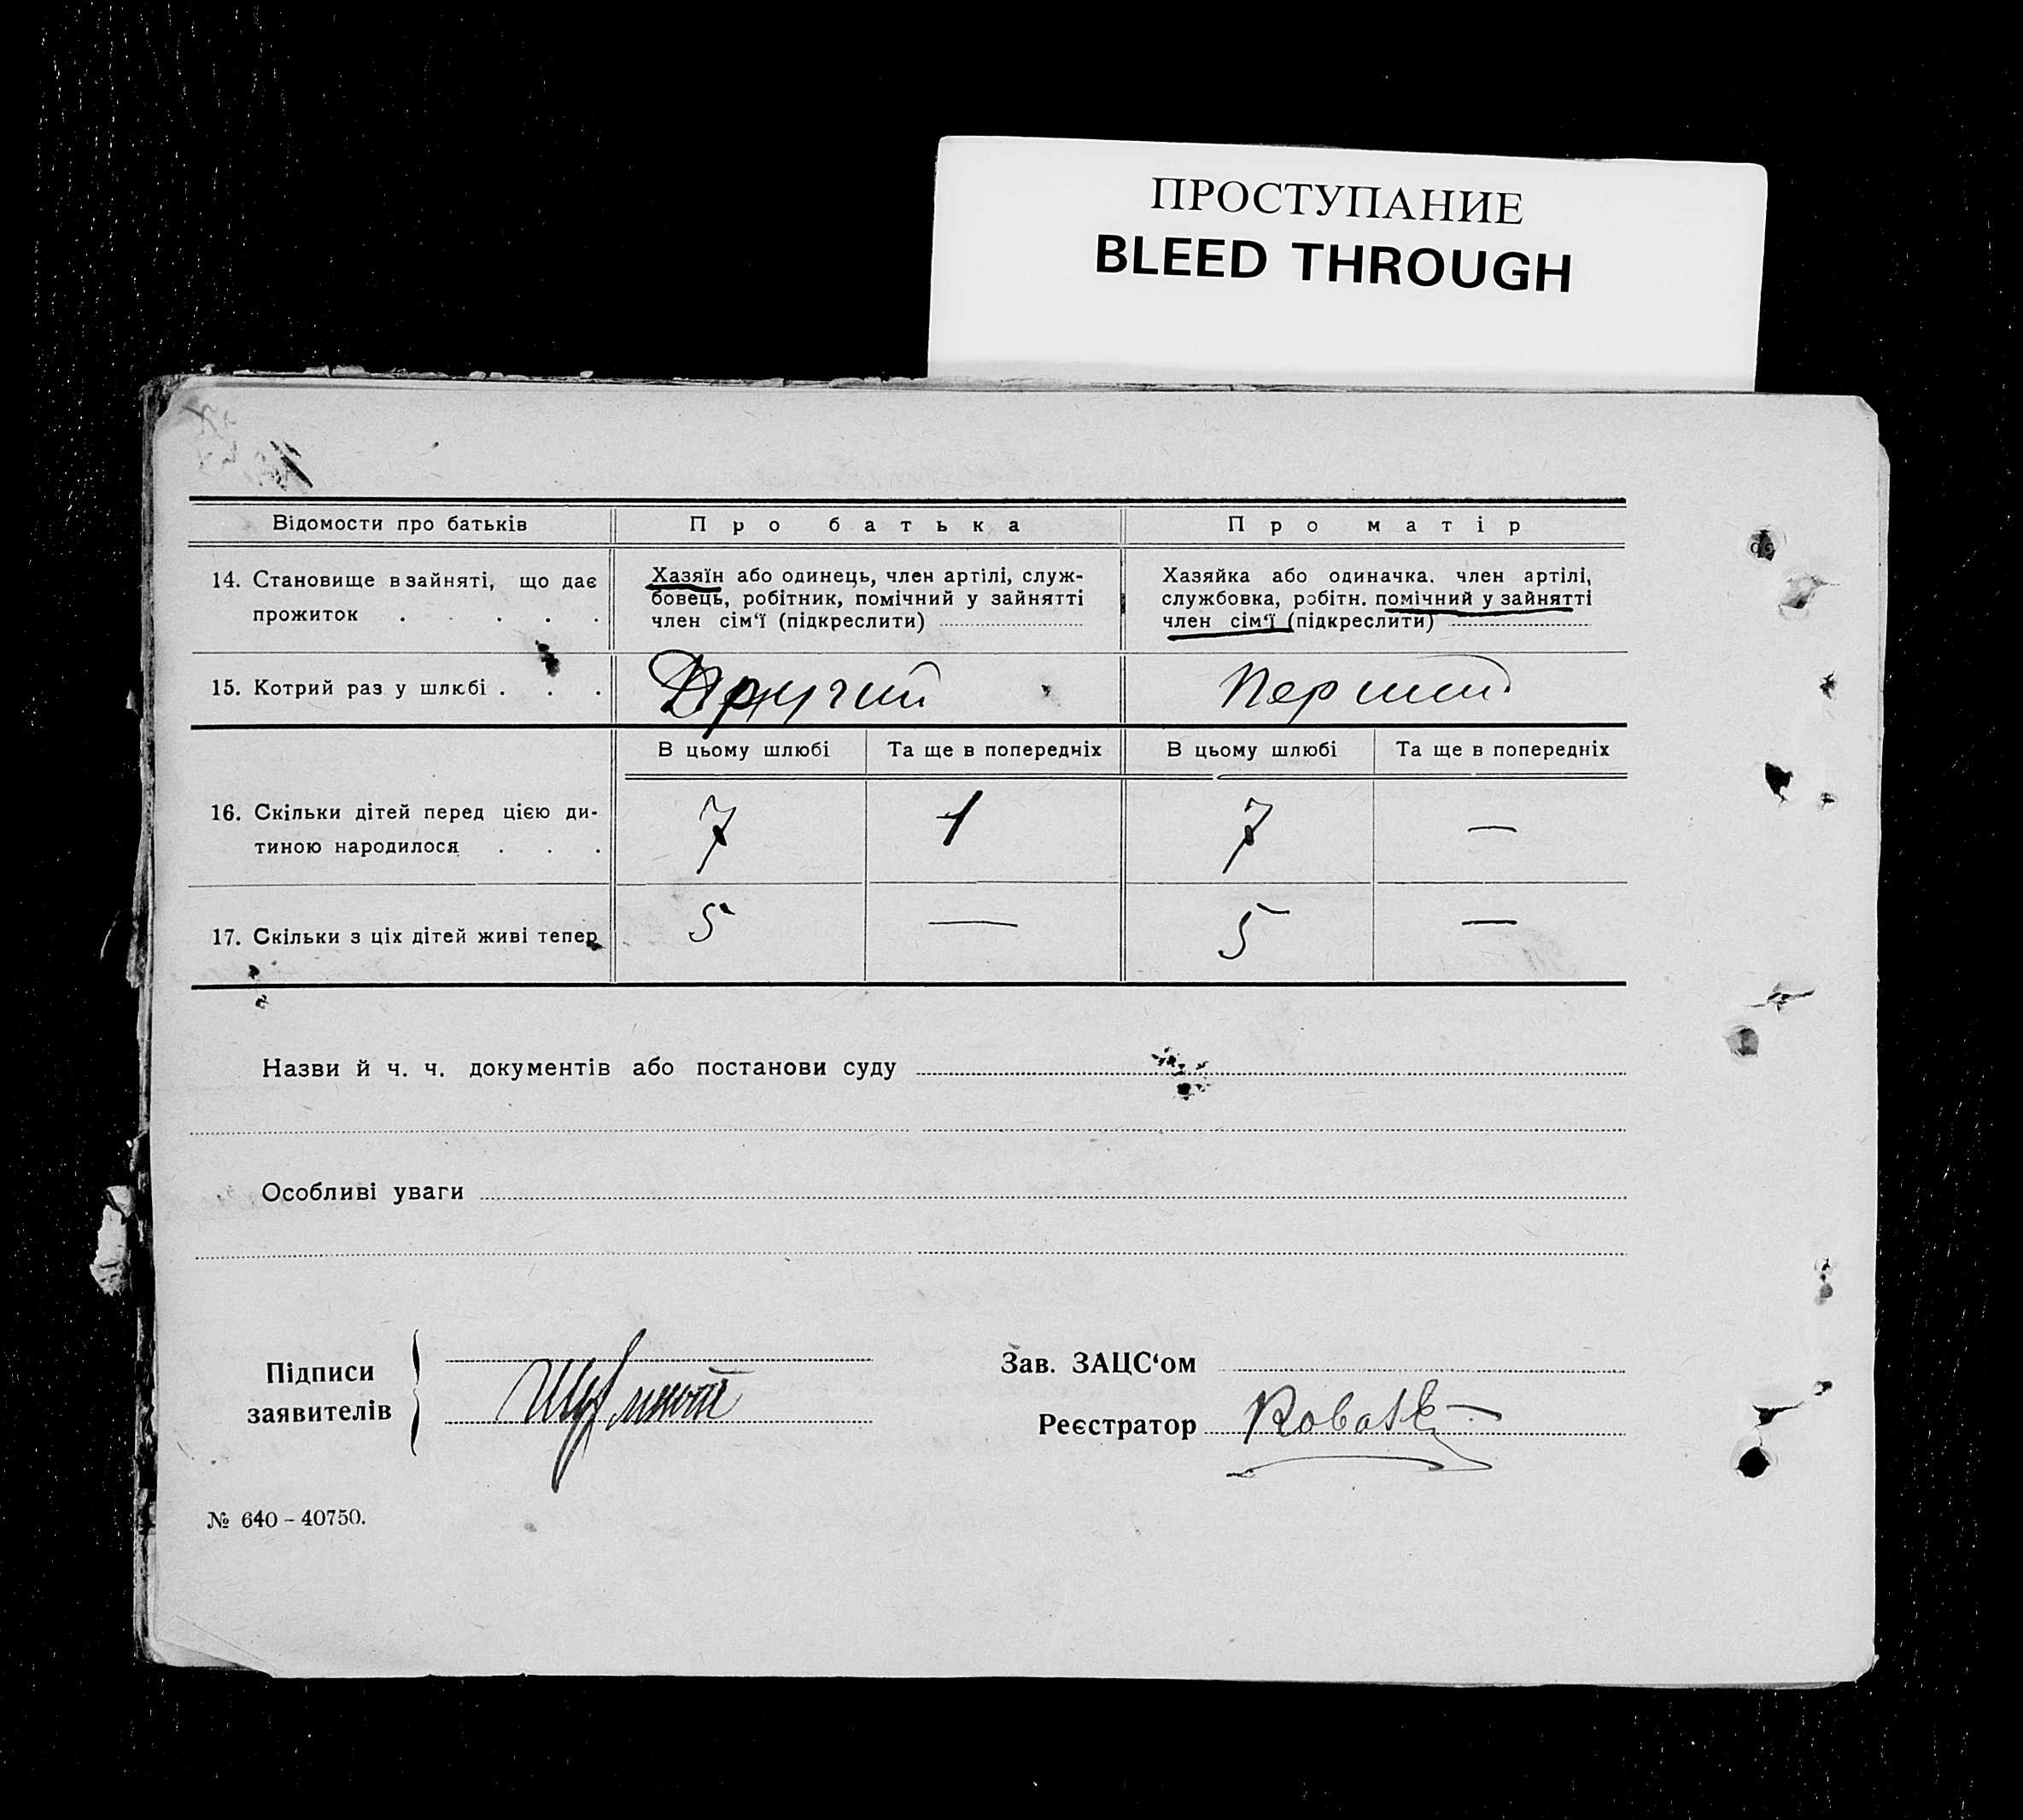 ПРОСТУПАНИЕ
BLEED THROUGH
Відомости про батьків Про батька Про матір
14. Становище в зайняті, що дає прожиток . . . . .
Хазяїн або одинець, член артілі, служ-
бовець, робітник, помічний у зайнятті
член сім'ї (підкреслити)
Хазяйка або одиначка. член артілі,
службовка, робітн. помічний у зайнятті
член сім'ї (підкреслити)
15. Котрий раз у шлюбі . . . Другий Перший
В цьому шлюбі Та ще в попередніх В цьому шлюбі Та ще в попередніх
16. Скільки дітей перед цією ди-
тиною народилося . . . 7 1 7 —
17. Скільки з ціх дітей живі тепер 5 — 5 —
Назви й ч. ч. документів або постанови суду
Особливі уваги
Підписи
заявителів
Зав. ЗАЦС‘ом
Реєстратор
№ 640 - 40750.